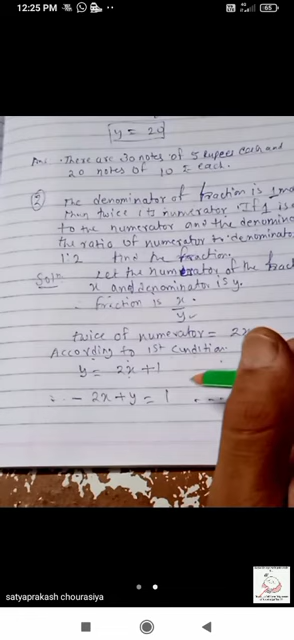 12:25 PM
4G
65
y = 20
Ans: There are 30 notes of 5 Rupees each and
20 notes of 10 Rs each.
② The denominator of fraction is 1 mo
than twice its numerator. If 1 is
to the numerator and the denomin
the ratio of numerator to denominato
1:2 find the fraction.
Solⁿ Let the numerator of the fract
x and denominator is y.
∴ friction is x/y
twice of numerator = 2x
According to 1st Condition
y = 2x + 1
∴ - 2x + y = 1
satyaprakash chourasiya